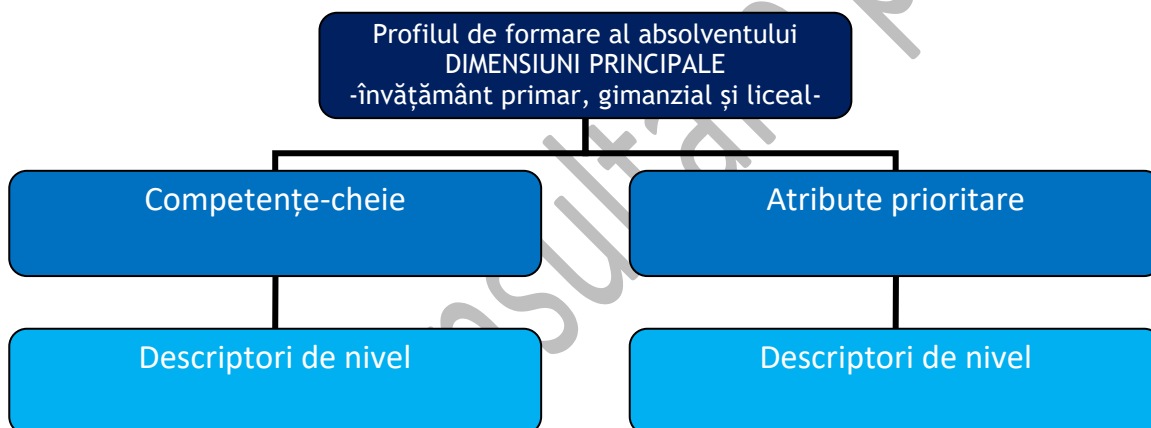 Profilul de formare al absolventului
DIMENSIUNI PRINCIPALE
-învățământ primar, gimanzial și liceal-
Competențe-cheie
Atribute prioritare
Descriptori de nivel
Descriptori de nivel